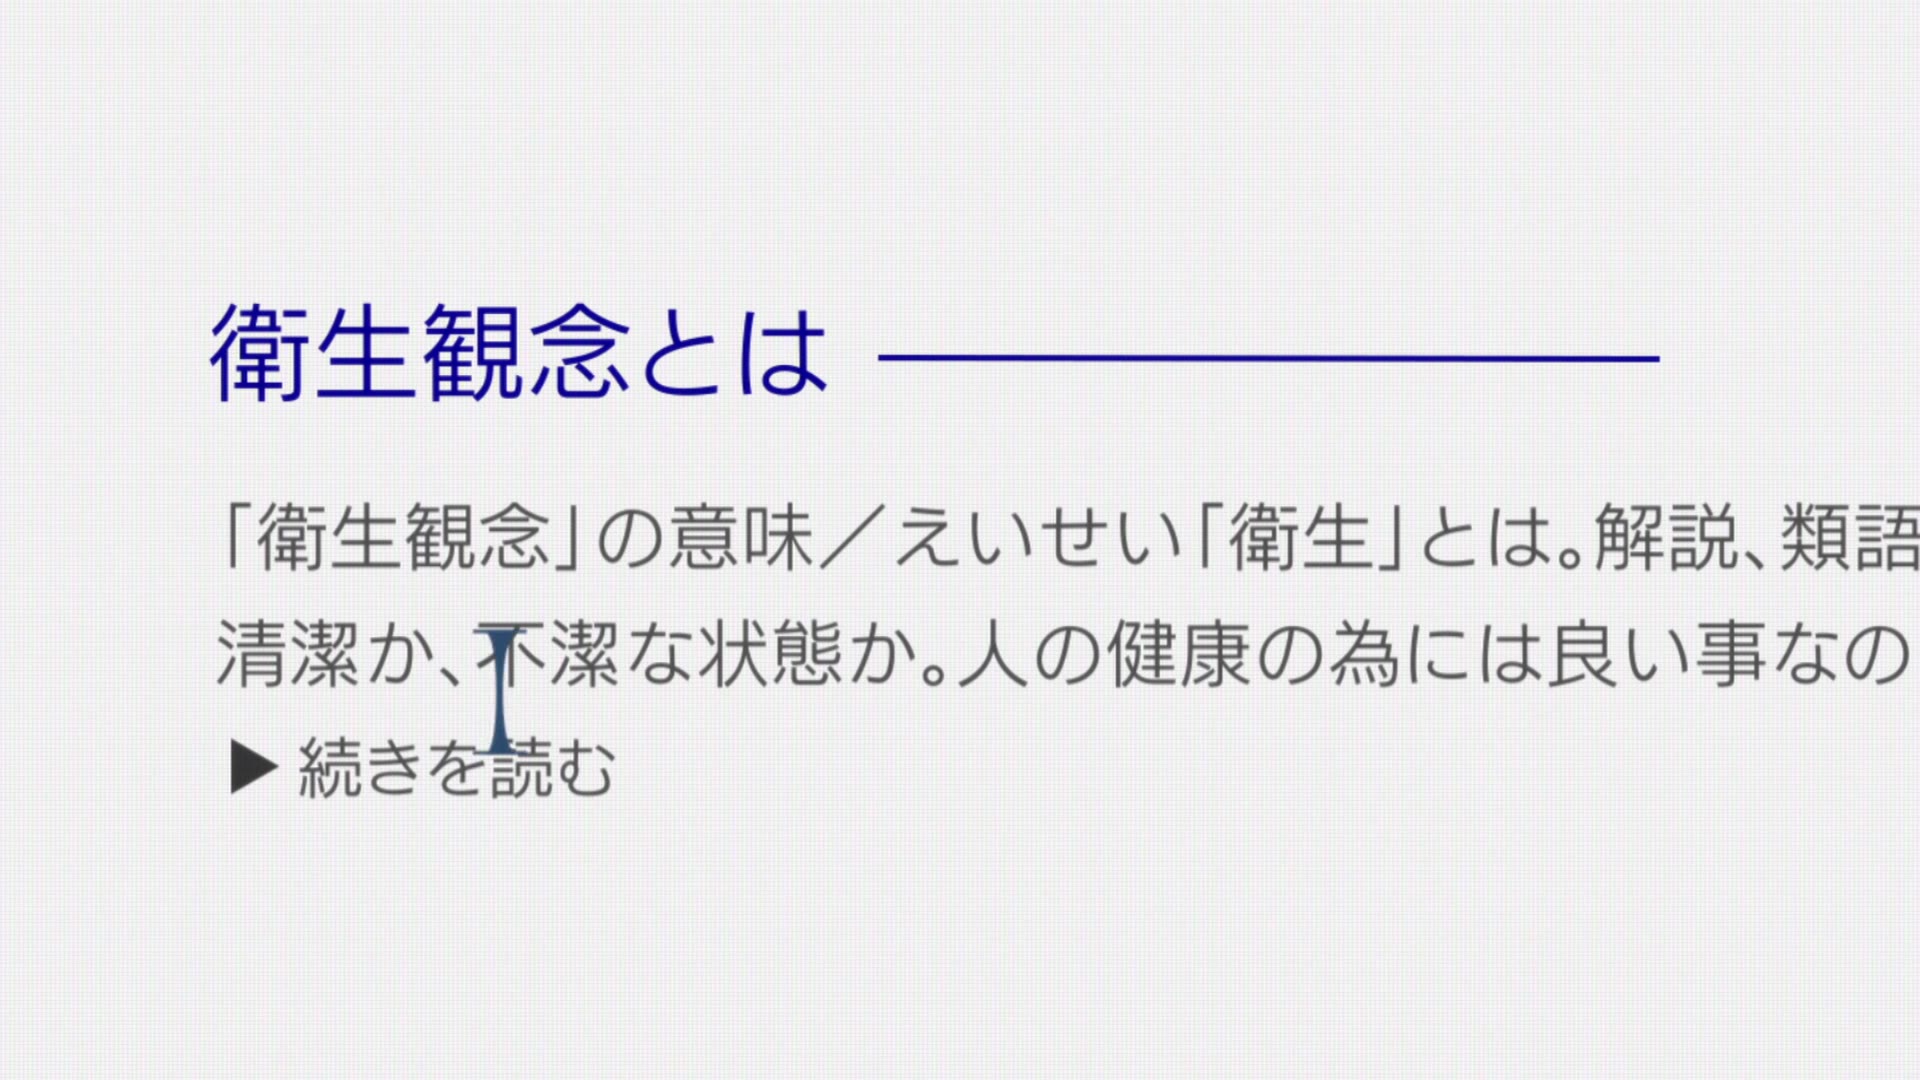 衛生観念とは
「衛生観念」の意味／えいせい「衛生」とは。解説、類語
清潔か、不潔な状態か。人の健康の為には良い事なの
▶ 続きを読む